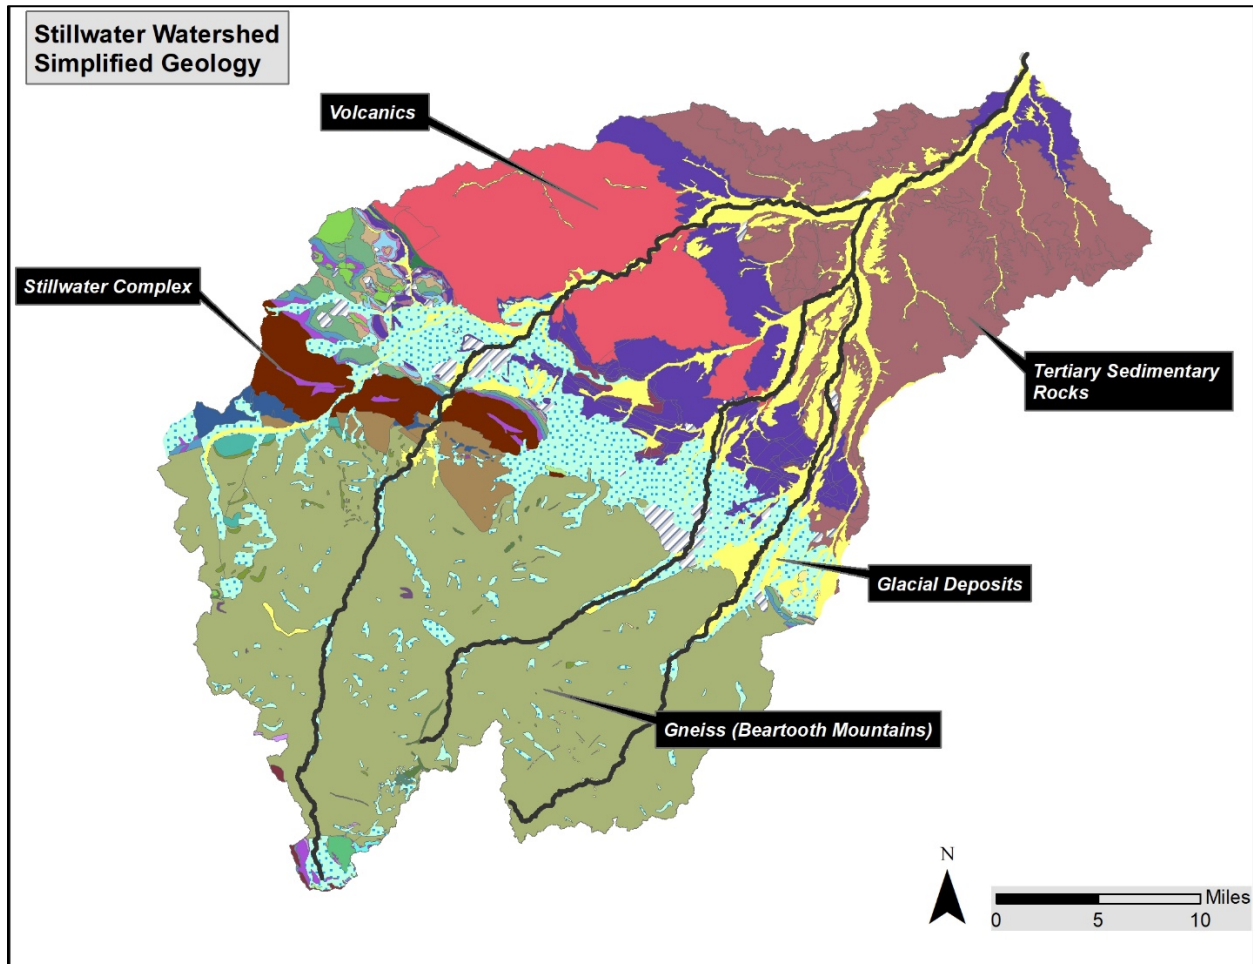 Stillwater Watershed
Simplified Geology
Volcanics
Stillwater Complex
Tertiary Sedimentary
Rocks
Glacial Deposits
Gneiss (Beartooth Mountains)
N
Miles
0 5 10